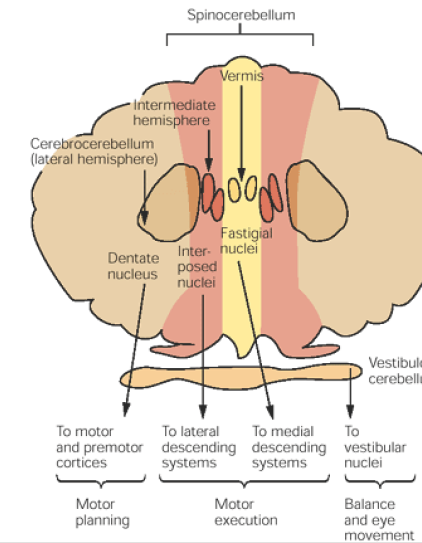 Spinocerebellum
Vermis
Intermediate
hemisphere
Cerebrocerebellum
(lateral hemisphere)
Fastigial
nuclei
Inter-
posed
nuclei
Dentate
nucleus
Vestibulo
cerebell
To motor
and premotor
cortices
To lateral
descending
systems
To medial
descending
systems
To
vestibular
nuclei
Motor
planning
Motor
execution
Balance
and eye
movement